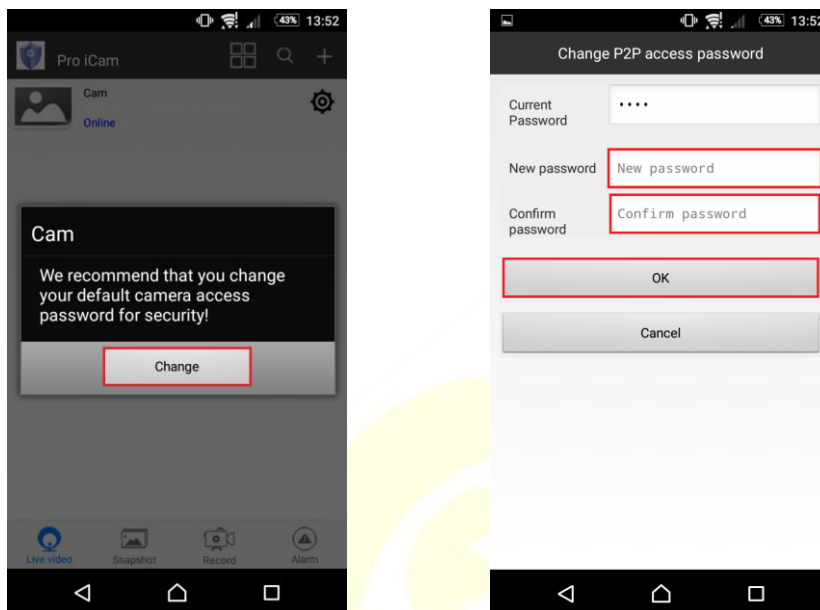 43% 13:52
Pro iCam
Cam
Online
Cam
We recommend that you change
your default camera access
password for security!
Change
Live video Snapshot Record Alarm
43% 13:52
Change P2P access password
Current
Password
New password New password
Confirm
password
Confirm password
OK
Cancel